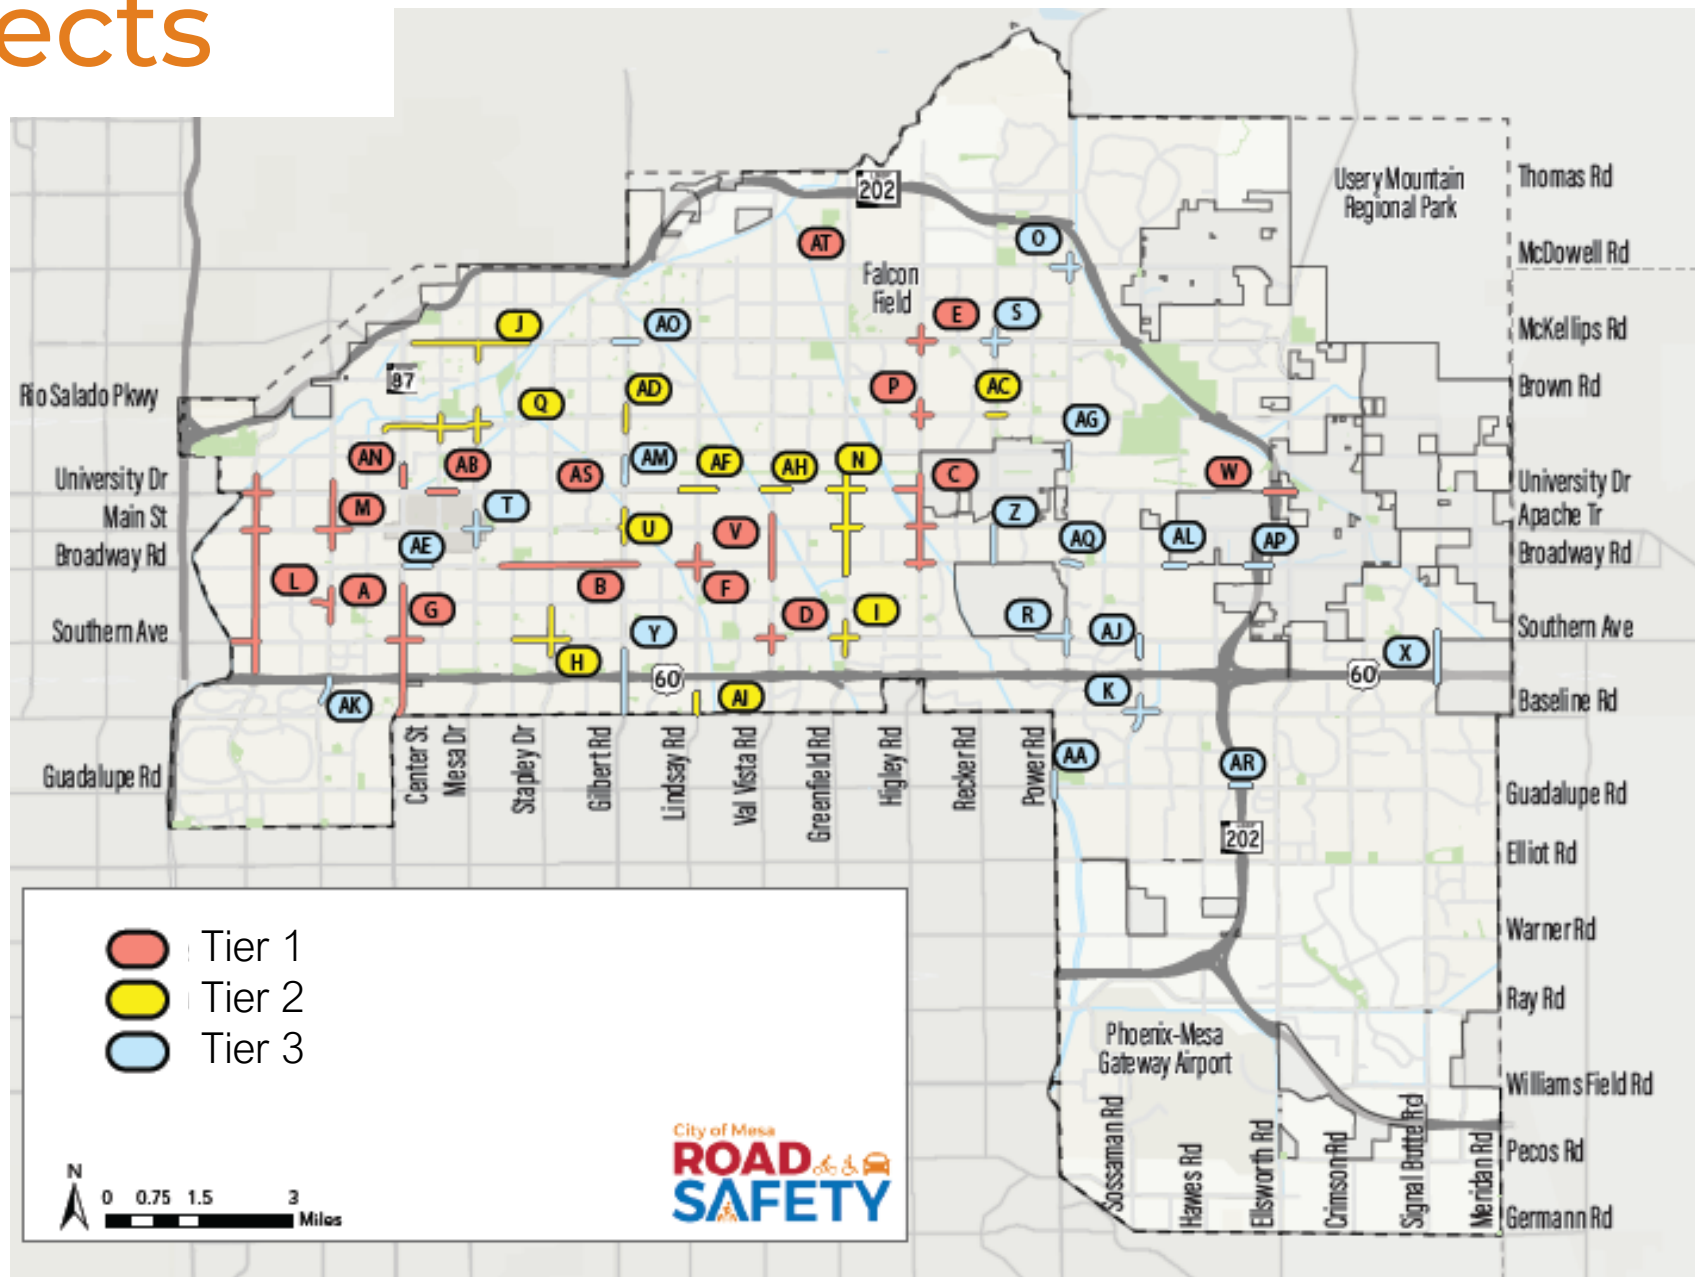 ects
Thomas Rd
Usery Mountain
Regional Park
202
AT
O
McDowell Rd
Falcon
Field
J
AO
E
S
McKellips Rd
87
Rio Salado Pkwy
Q
AD
P
AC
Brown Rd
AG
AN
AB
AS
AM
AF
AH
N
C
W
University Dr
University Dr
M
T
Main St
Z
Apache Tr
U
V
AE
AQ
AL
AP
Broadway Rd
Broadway Rd
L
A
G
B
F
D
I
R
AJ
Southern Ave
Southern Ave
Y
H
X
60
60
AK
AI
K
Baseline Rd
Center St
Mesa Dr
Stapley Dr
Gilbert Rd
Lindsay Rd
Val Vista Rd
Greenfield Rd
Higley Rd
Recker Rd
Power Rd
AA
AR
Guadalupe Rd
Guadalupe Rd
202
Elliot Rd
Warner Rd
Ray Rd
Tier 1
Tier 2
Tier 3
Phoenix-Mesa
Gateway Airport
Williams Field Rd
Sossaman Rd
Hawes Rd
Ellsworth Rd
Crimson Rd
Signal Butte Rd
Meridan Rd
Pecos Rd
Germann Rd
City of Mesa
ROAD
SAFETY
N
0 0.75 1.5 3
Miles